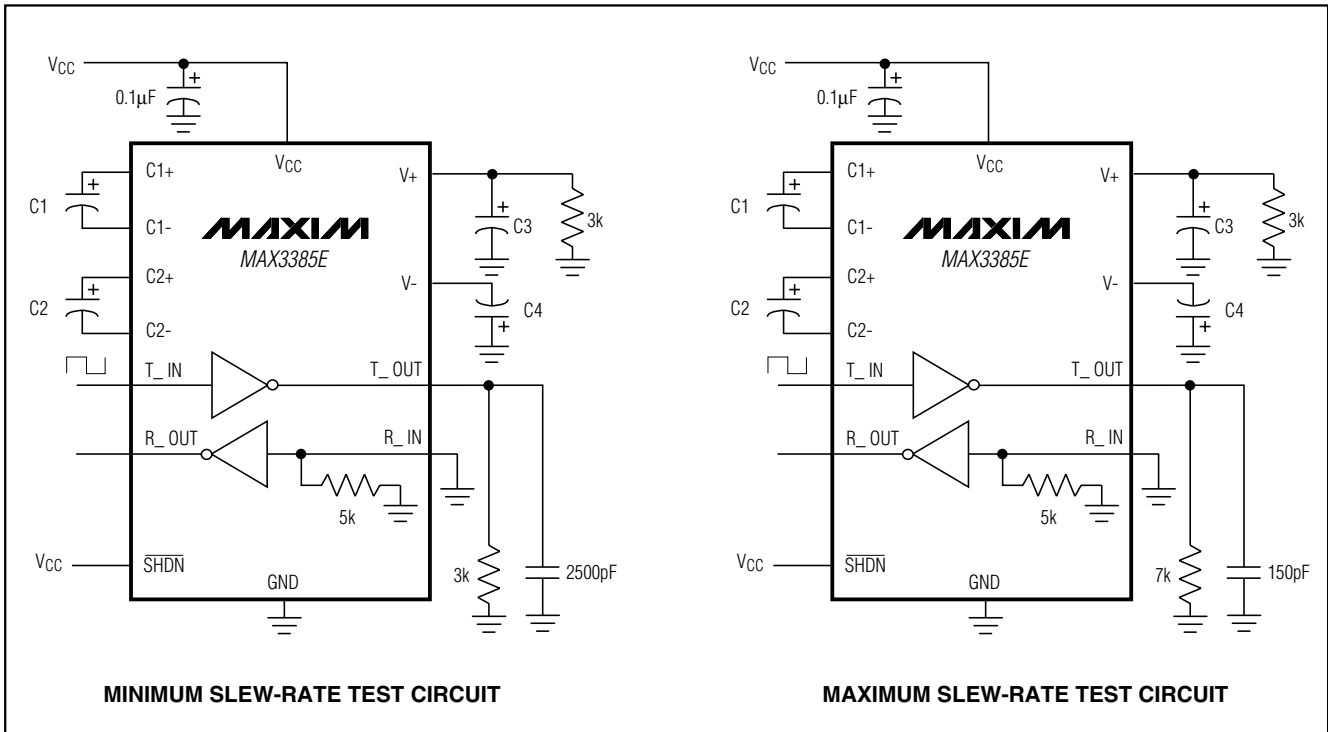 VCC
+
0.1µF
VCC
C1+
V+
+
C1
+
C3
3k
C1-
MAXIM
MAX3385E
C2+
V-
+
C2
C4
+
C2-
T_ IN
T_ OUT
R_ OUT
R_ IN
5k
VCC
SHDN
GND
3k
2500pF
MINIMUM SLEW-RATE TEST CIRCUIT
VCC
+
0.1µF
VCC
C1+
V+
+
C1
+
C3
3k
C1-
MAXIM
MAX3385E
C2+
V-
+
C2
C4
+
C2-
T_ IN
T_ OUT
R_ OUT
R_ IN
5k
VCC
SHDN
GND
7k
150pF
MAXIMUM SLEW-RATE TEST CIRCUIT